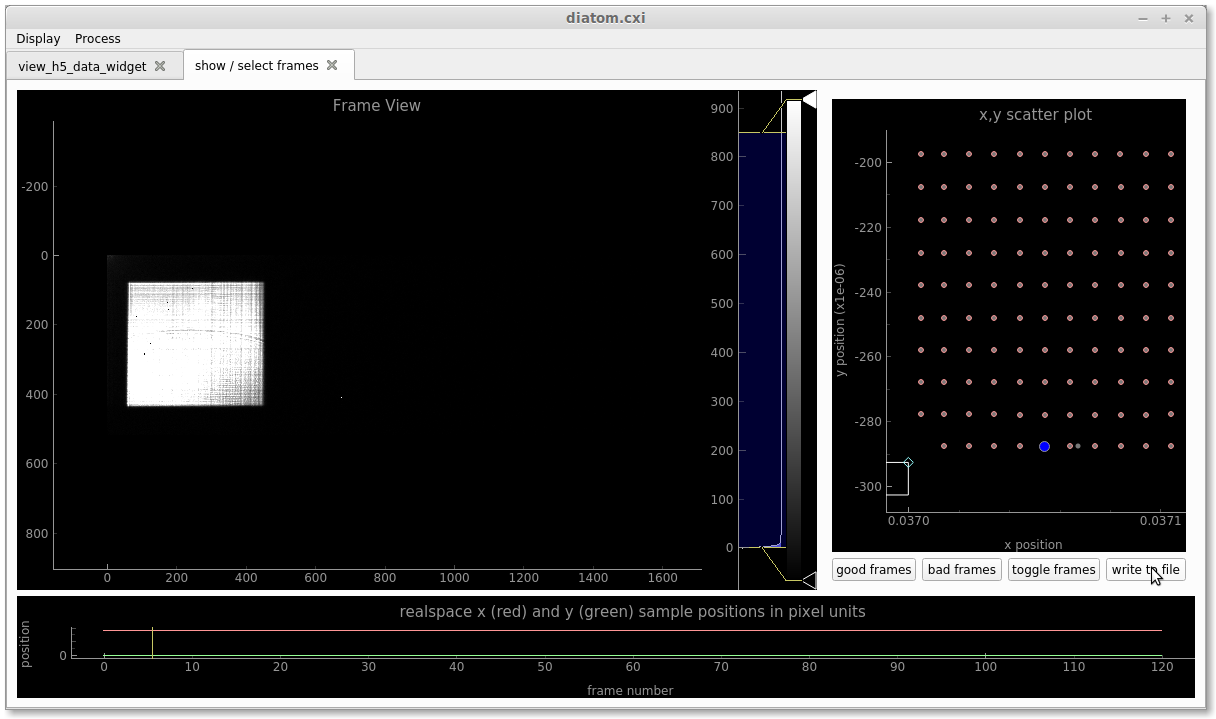 diatom.cxi
Display Process
view_h5_data_widget show / select frames
Frame View
-200
0
200
400
600
800
0 200 400 600 800 1000 1200 1400 1600
900
800
700
600
500
400
300
200
100
0
x,y scatter plot
y position (x1e-06)
-200
-220
-240
-260
-280
-300
0.0370 0.0371
x position
good frames bad frames toggle frames write to file
realspace x (red) and y (green) sample positions in pixel units
position
0
0 10 20 30 40 50 60 70 80 90 100 110 120
frame number